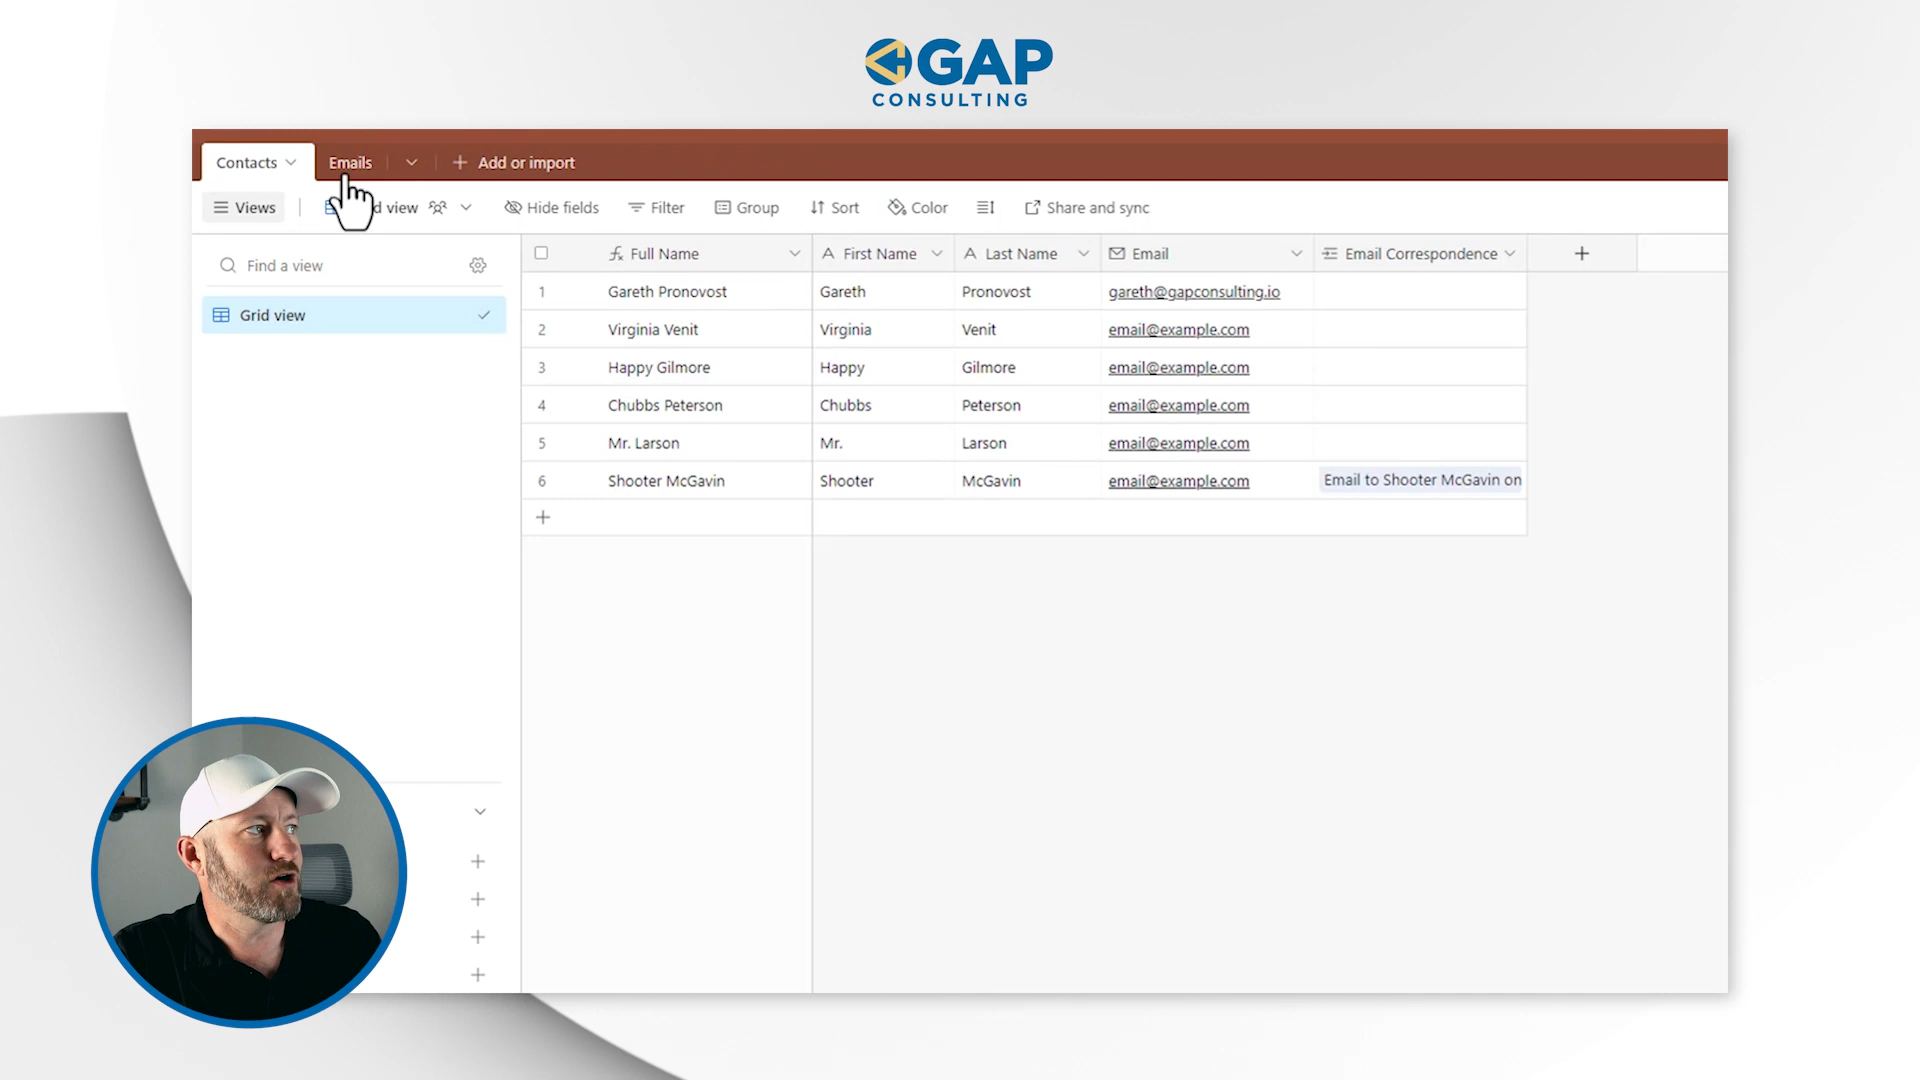 GAP
CONSULTING
Contacts Emails Add or import
Views d view Hide fields Filter Group Sort Color Share and sync
Find a view
Grid view
Full Name First Name Last Name Email Email Correspondence
1 Gareth Pronovost Gareth Pronovost gareth@gapconsulting.io
2 Virginia Venit Virginia Venit email@example.com
3 Happy Gilmore Happy Gilmore email@example.com
4 Chubbs Peterson Chubbs Peterson email@example.com
5 Mr. Larson Mr. Larson email@example.com
6 Shooter McGavin Shooter McGavin email@example.com Email to Shooter McGavin on